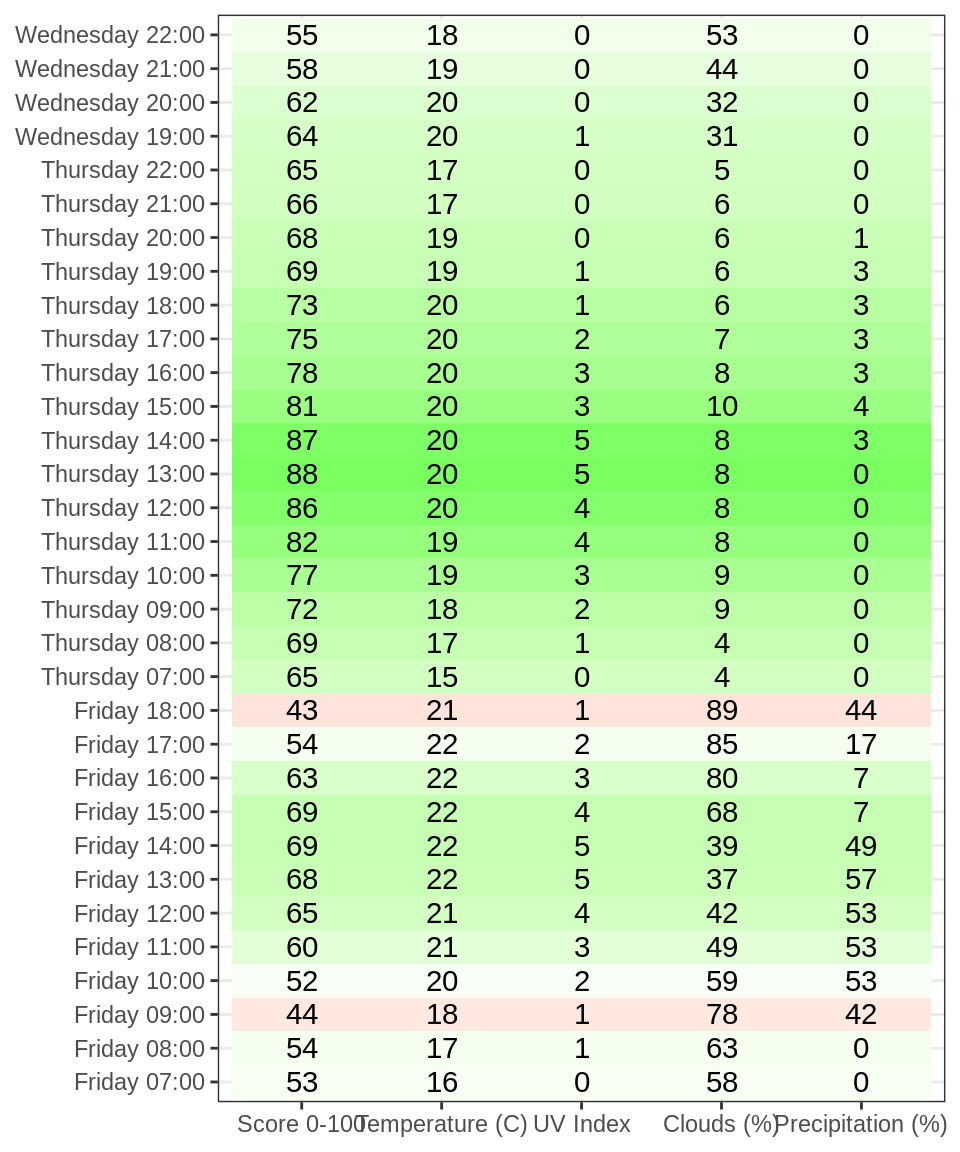 Wednesday 22:00 55 18 0 53 0
Wednesday 21:00 58 19 0 44 0
Wednesday 20:00 62 20 0 32 0
Wednesday 19:00 64 20 1 31 0
Thursday 22:00 65 17 0 5 0
Thursday 21:00 66 17 0 6 0
Thursday 20:00 68 19 0 6 1
Thursday 19:00 69 19 1 6 3
Thursday 18:00 73 20 1 6 3
Thursday 17:00 75 20 2 7 3
Thursday 16:00 78 20 3 8 3
Thursday 15:00 81 20 3 10 4
Thursday 14:00 87 20 5 8 3
Thursday 13:00 88 20 5 8 0
Thursday 12:00 86 20 4 8 0
Thursday 11:00 82 19 4 8 0
Thursday 10:00 77 19 3 9 0
Thursday 09:00 72 18 2 9 0
Thursday 08:00 69 17 1 4 0
Thursday 07:00 65 15 0 4 0
Friday 18:00 43 21 1 89 44
Friday 17:00 54 22 2 85 17
Friday 16:00 63 22 3 80 7
Friday 15:00 69 22 4 68 7
Friday 14:00 69 22 5 39 49
Friday 13:00 68 22 5 37 57
Friday 12:00 65 21 4 42 53
Friday 11:00 60 21 3 49 53
Friday 10:00 52 20 2 59 53
Friday 09:00 44 18 1 78 42
Friday 08:00 54 17 1 63 0
Friday 07:00 53 16 0 58 0
Score 0-100 Temperature (C) UV Index Clouds (%) Precipitation (%)